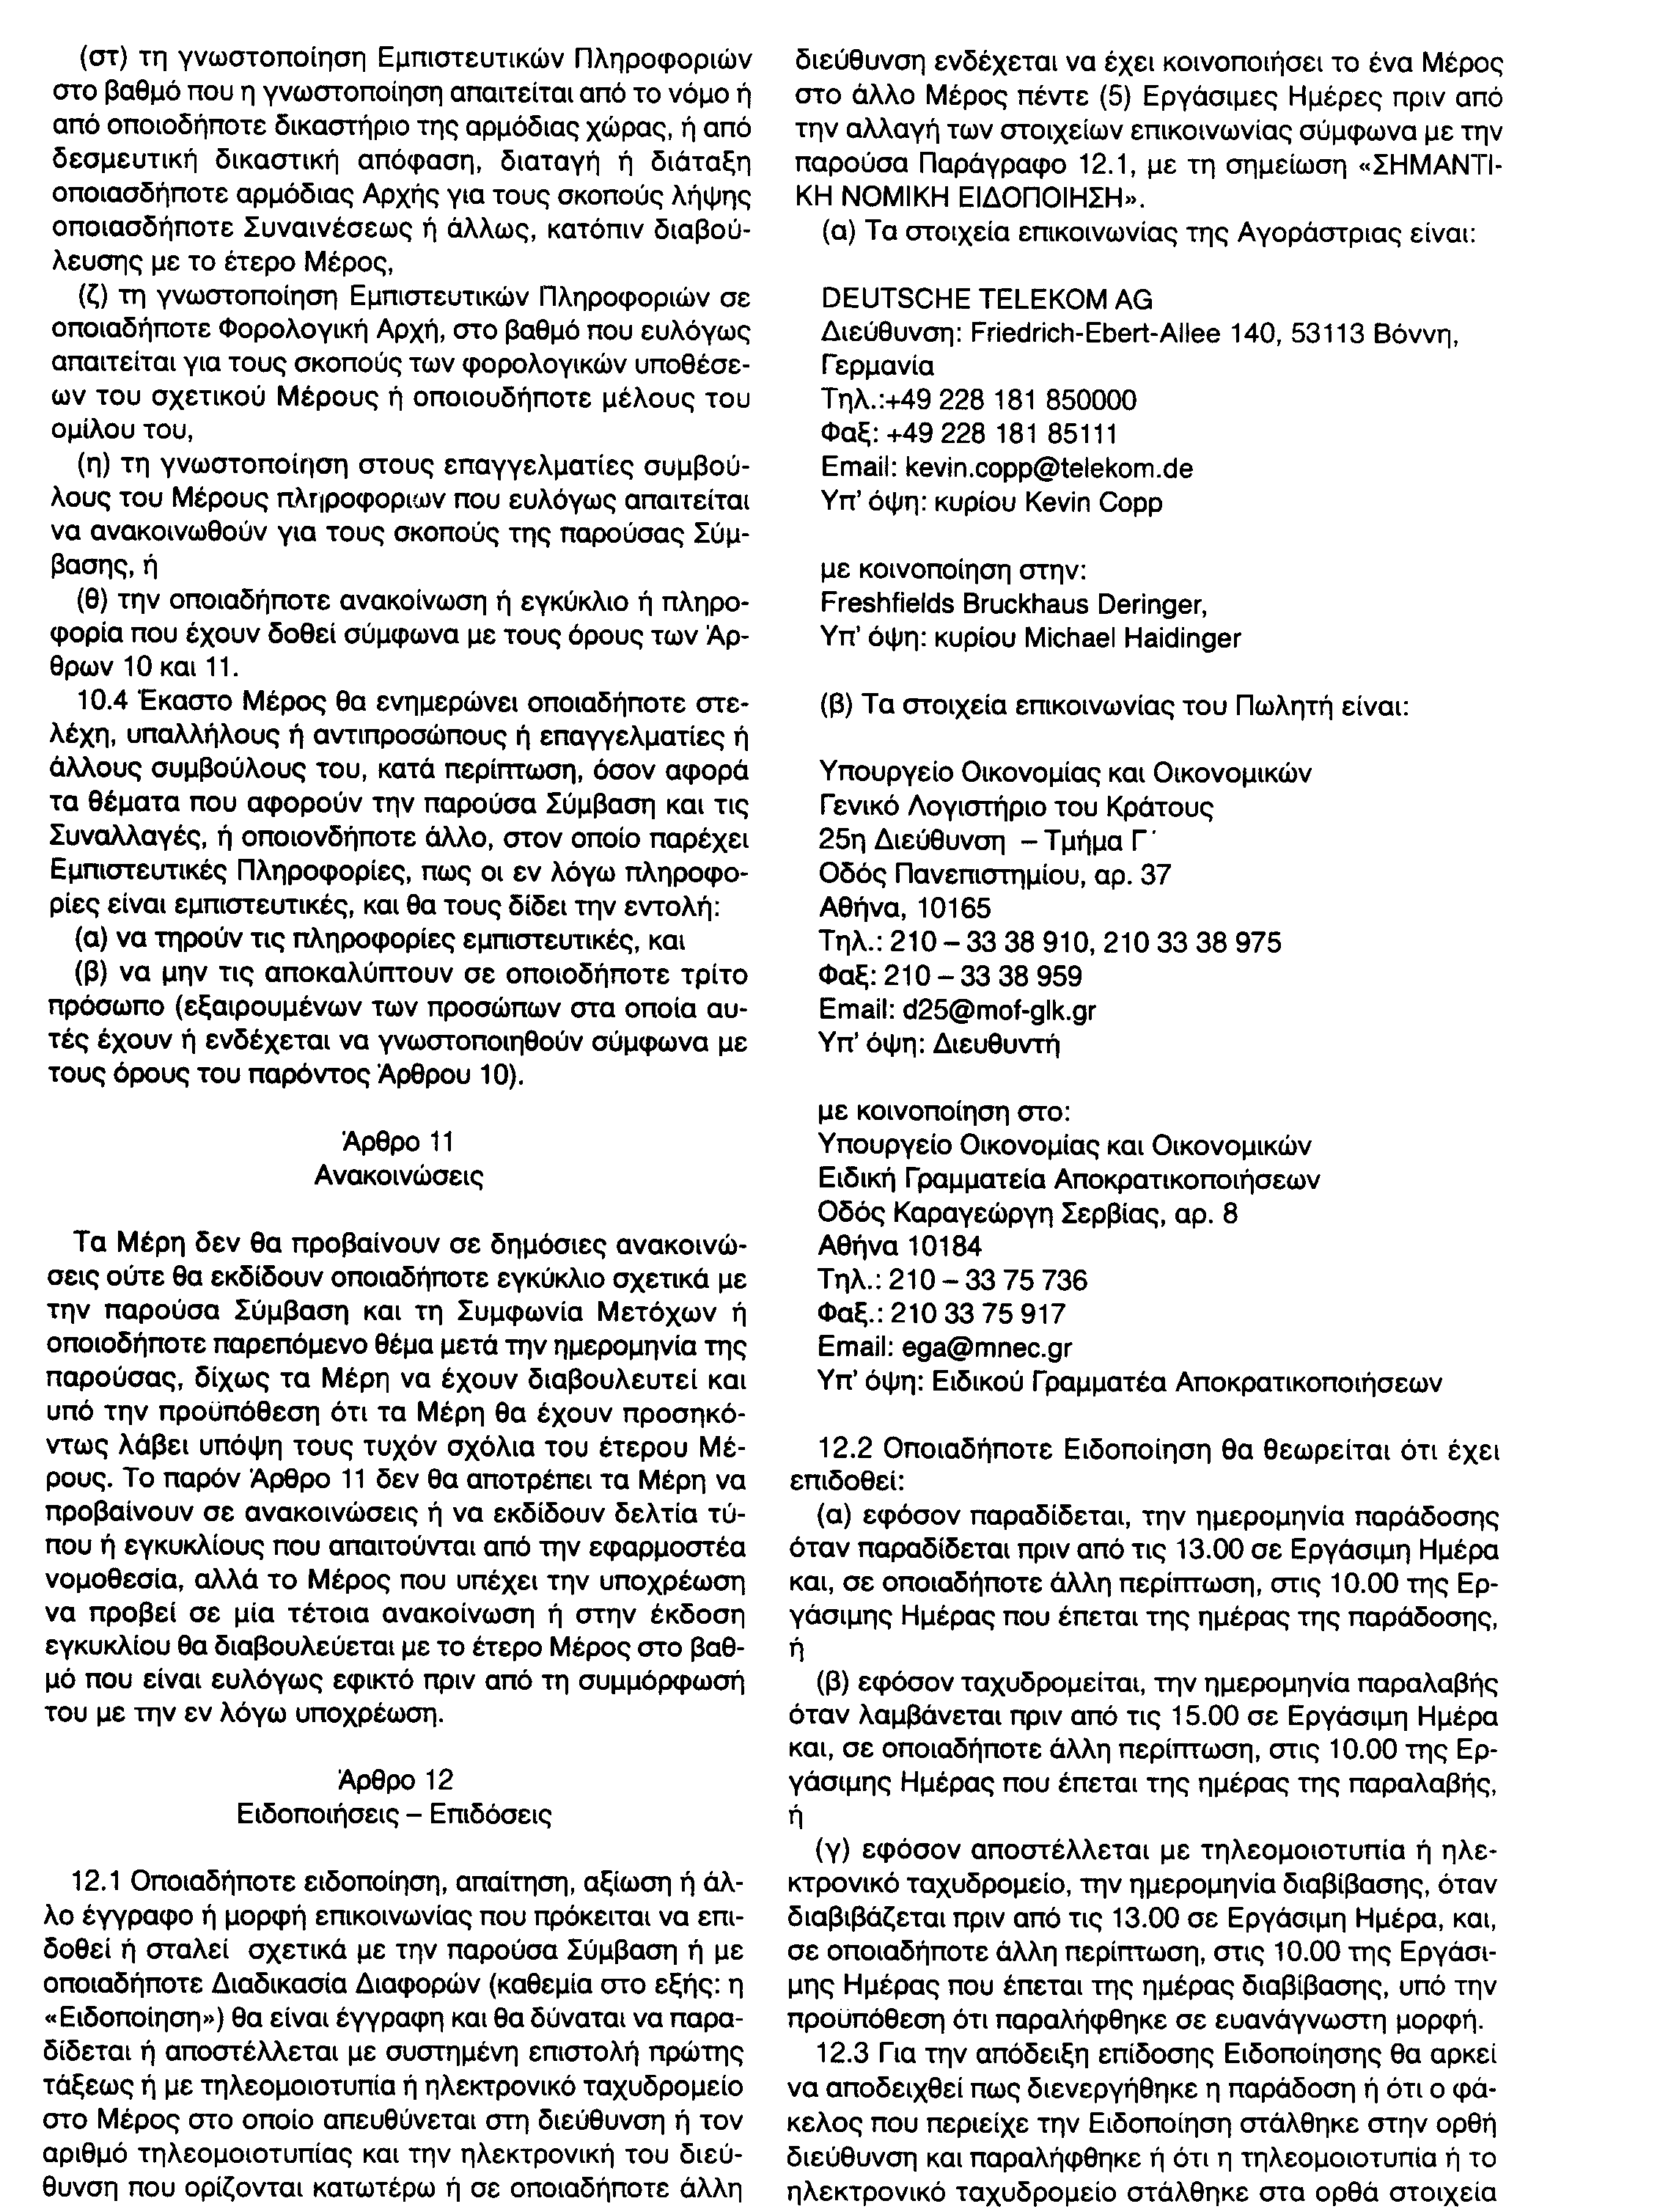 (στ) τη γνωστοποίηση Εμπιστευτικών Πληροφοριών
στο βαθμό που η γνωστοποίηση απαιτείται από το νόμο ή
από οποιοδήποτε δικαστήριο της αρμόδιας χώρας, ή από
δεσμευτική δικαστική απόφαση, διαταγή ή διάταξη
οποιασδήποτε αρμόδιας Αρχής για τους σκοπούς λήψης
οποιασδήποτε Συναινέσεως ή άλλως, κατόπιν διαβού-
λευσης με το έτερο Μέρος,
(ζ) τη γνωστοποίηση Εμπιστευτικών Πληροφοριών σε
οποιαδήποτε Φορολογική Αρχή, στο βαθμό που ευλόγως
απαιτείται για τους σκοπούς των φορολογικών υποθέσε-
ων του σχετικού Μέρους ή οποιουδήποτε μέλους του
ομίλου του,
(η) τη γνωστοποίηση στους επαγγελματίες συμβού-
λους του Μέρους πληροφοριων που ευλόγως απαιτείται
να ανακοινωθούν για τους σκοπούς της παρούσας Σύμ-
βασης, ή
(θ) την οποιαδήποτε ανακοίνωση ή εγκύκλιο ή πληρο-
φορία που έχουν δοθεί σύμφωνα με τους όρους των Άρ-
θρων 10 και 11.
10.4 Έκαστο Μέρος θα ενημερώνει οποιαδήποτε στε-
λέχη, υπαλλήλους ή αντιπροσώπους ή επαγγελματίες ή
άλλους συμβούλους του, κατά περίπτωση, όσον αφορά
τα θέματα που αφορούν την παρούσα Σύμβαση και τις
Συναλλαγές, ή οποιονδήποτε άλλο, στον οποίο παρέχει
Εμπιστευτικές Πληροφορίες, πως οι εν λόγω πληροφο-
ρίες είναι εμπιστευτικές, και θα τους δίδει την εντολή:
(α) να τηρούν τις πληροφορίες εμπιστευτικές, και
(β) να μην τις αποκαλύπτουν σε οποιοδήποτε τρίτο
πρόσωπο (εξαιρουμένων των προσώπων στα οποία αυ-
τές έχουν ή ενδέχεται να γνωστοποιηθούν σύμφωνα με
τους όρους του παρόντος Άρθρου 10).
Άρθρο 11
Ανακοινώσεις
Τα Μέρη δεν θα προβαίνουν σε δημόσιες ανακοινώ-
σεις ούτε θα εκδίδουν οποιαδήποτε εγκύκλιο σχετικά με
την παρούσα Σύμβαση και τη Συμφωνία Μετόχων ή
οποιοδήποτε παρεπόμενο θέμα μετά την ημερομηνία της
παρούσας, δίχως τα Μέρη να έχουν διαβουλευτεί και
υπό την προϋπόθεση ότι τα Μέρη θα έχουν προσηκό-
ντως λάβει υπόψη τους τυχόν σχόλια του έτερου Μέ-
ρους. Το παρόν Άρθρο 11 δεν θα αποτρέπει τα Μέρη να
προβαίνουν σε ανακοινώσεις ή να εκδίδουν δελτία τύ-
που ή εγκυκλίους που απαιτούνται από την εφαρμοστέα
νομοθεσία, αλλά το Μέρος που υπέχει την υποχρέωση
να προβεί σε μία τέτοια ανακοίνωση ή στην έκδοση
εγκυκλίου θα διαβουλεύεται με το έτερο Μέρος στο βαθ-
μό που είναι ευλόγως εφικτό πριν από τη συμμόρφωσή
του με την εν λόγω υποχρέωση.
Άρθρο 12
Ειδοποιήσεις – Επιδόσεις
12.1 Οποιαδήποτε ειδοποίηση, απαίτηση, αξίωση ή άλ-
λο έγγραφο ή μορφή επικοινωνίας που πρόκειται να επι-
δοθεί ή σταλεί σχετικά με την παρούσα Σύμβαση ή με
οποιαδήποτε Διαδικασία Διαφορών (καθεμία στο εξής: η
«Ειδοποίηση») θα είναι έγγραφη και θα δύναται να παρα-
δίδεται ή αποστέλλεται με συστημένη επιστολή πρώτης
τάξεως ή με τηλεομοιοτυπία ή ηλεκτρονικό ταχυδρομείο
στο Μέρος στο οποίο απευθύνεται στη διεύθυνση ή τον
αριθμό τηλεομοιοτυπίας και την ηλεκτρονική του διεύ-
θυνση που ορίζονται κατωτέρω ή σε οποιαδήποτε άλλη
διεύθυνση ενδέχεται να έχει κοινοποιήσει το ένα Μέρος
στο άλλο Μέρος πέντε (5) Εργάσιμες Ημέρες πριν από
την αλλαγή των στοιχείων επικοινωνίας σύμφωνα με την
παρούσα Παράγραφο 12.1, με τη σημείωση «ΣΗΜΑΝΤΙ-
ΚΗ ΝΟΜΙΚΗ ΕΙΔΟΠΟΙΗΣΗ».
(α) Τα στοιχεία επικοινωνίας της Αγοράστριας είναι:
DEUTSCHE TELEKOM AG
Διεύθυνση: Friedrich-Ebert-Allee 140, 53113 Βόννη,
Γερμανία
Τηλ.:+49 228 181 850000
Φαξ: +49 228 181 85111
Email: kevin.copp@telekom.de
Υπ’ όψη: κυρίου Kevin Copp
με κοινοποίηση στην:
Freshfields Bruckhaus Deringer,
Υπ’ όψη: κυρίου Michael Haidinger
(β) Τα στοιχεία επικοινωνίας του Πωλητή είναι:
Υπουργείο Οικονομίας και Οικονομικών
Γενικό Λογιστήριο του Κράτους
25η Διεύθυνση – Τμήμα Γ΄
Οδός Πανεπιστημίου, αρ. 37
Αθήνα, 10165
Τηλ.: 210 – 33 38 910, 210 33 38 975
Φαξ: 210 – 33 38 959
Email: d25@mof-glk.gr
Υπ’ όψη: Διευθυντή
με κοινοποίηση στο:
Υπουργείο Οικονομίας και Οικονομικών
Ειδική Γραμματεία Αποκρατικοποιήσεων
Οδός Καραγεώργη Σερβίας, αρ. 8
Αθήνα 10184
Τηλ.: 210 – 33 75 736
Φαξ.: 210 33 75 917
Email: ega@mnec.gr
Υπ’ όψη: Ειδικού Γραμματέα Αποκρατικοποιήσεων
12.2 Οποιαδήποτε Ειδοποίηση θα θεωρείται ότι έχει
επιδοθεί:
(α) εφόσον παραδίδεται, την ημερομηνία παράδοσης
όταν παραδίδεται πριν από τις 13.00 σε Εργάσιμη Ημέρα
και, σε οποιαδήποτε άλλη περίπτωση, στις 10.00 της Ερ-
γάσιμης Ημέρας που έπεται της ημέρας της παράδοσης,
ή
(β) εφόσον ταχυδρομείται, την ημερομηνία παραλαβής
όταν λαμβάνεται πριν από τις 15.00 σε Εργάσιμη Ημέρα
και, σε οποιαδήποτε άλλη περίπτωση, στις 10.00 της Ερ-
γάσιμης Ημέρας που έπεται της ημέρας της παραλαβής,
ή
(γ) εφόσον αποστέλλεται με τηλεομοιοτυπία ή ηλε-
κτρονικό ταχυδρομείο, την ημερομηνία διαβίβασης, όταν
διαβιβάζεται πριν από τις 13.00 σε Εργάσιμη Ημέρα, και,
σε οποιαδήποτε άλλη περίπτωση, στις 10.00 της Εργάσι-
μης Ημέρας που έπεται της ημέρας διαβίβασης, υπό την
προϋπόθεση ότι παραλήφθηκε σε ευανάγνωστη μορφή.
12.3 Για την απόδειξη επίδοσης Ειδοποίησης θα αρκεί
να αποδειχθεί πως διενεργήθηκε η παράδοση ή ότι ο φά-
κελος που περιείχε την Ειδοποίηση στάλθηκε στην ορθή
διεύθυνση και παραλήφθηκε ή ότι η τηλεομοιοτυπία ή το
ηλεκτρονικό ταχυδρομείο στάλθηκε στα ορθά στοιχεία